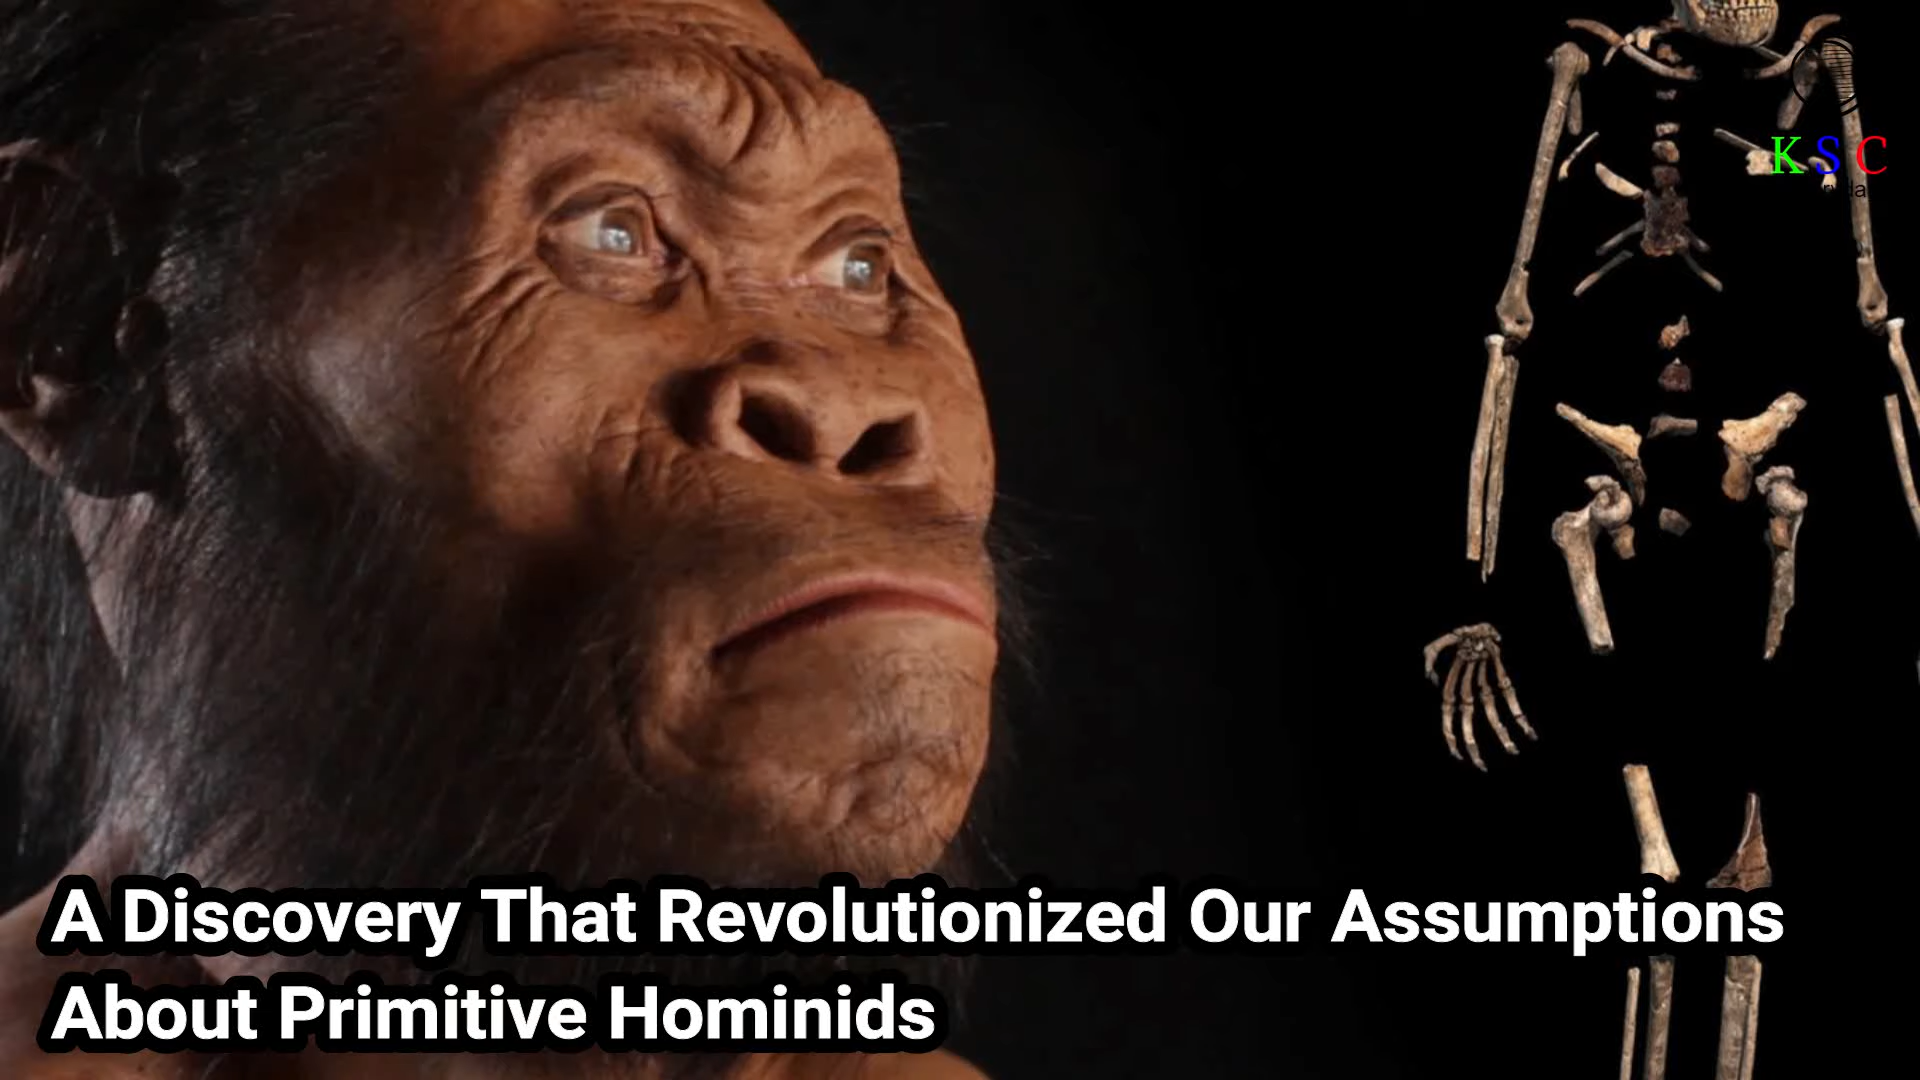 K S C
A Discovery That Revolutionized Our Assumptions
About Primitive Hominids